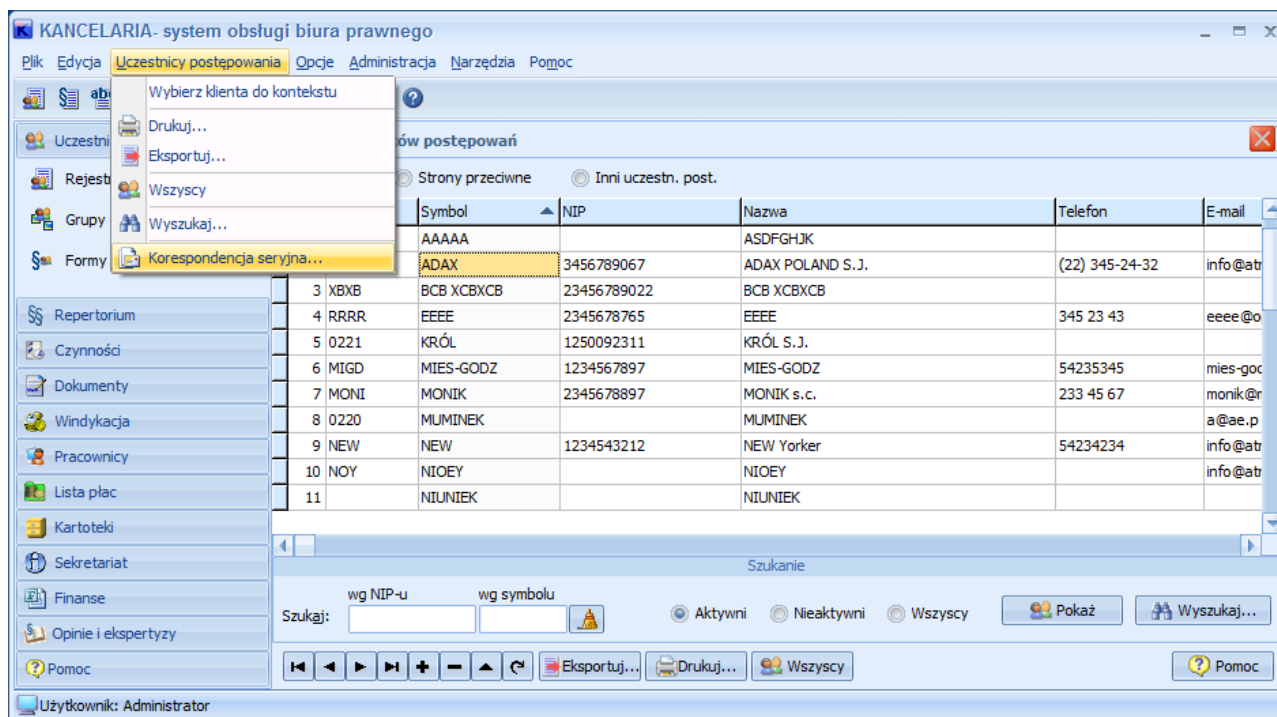 KANCELARIA- system obsługi biura prawnego
Plik Edycja Uczestnicy postępowania Opcje Administracja Narzędzia Pomoc
Wybierz klienta do kontekstu
Drukuj...
Eksportuj...
Wszyscy
Wyszukaj...
Korespondencja seryjna...
Uczestni ów postępowań
Rejest Strony przeciwne Inni uczestn. post.
Grupy
Formy
Symbol NIP Nazwa Telefon E-mail
AAAAA ASDFGHJK
ADAX 3456789067 ADAX POLAND S.J. (22) 345-24-32 info@atr
3 XBXB BCB XCBXCB 23456789022 BCB XCBXCB
4 RRRR EEEE 2345678765 EEEE 345 23 43 eeee@o
5 0221 KRÓL 1250092311 KRÓL S.J.
6 MIGD MIES-GODZ 1234567897 MIES-GODZ 54235345 mies-goc
7 MONI MONIK 2345678897 MONIK s.c. 233 45 67 monik@r
8 0220 MUMINEK MUMINEK a@ae.p
9 NEW NEW 1234543212 NEW Yorker 54234234 info@atr
10 NOY NIOEY NIOEY info@atr
11 NIUNIEK NIUNIEK
Repertorium
Czynności
Dokumenty
Windykacja
Pracownicy
Lista płac
Kartoteki
Sekretariat
Finanse
Opinie i ekspertyzy
Pomoc
Szukanie
wg NIP-u wg symbolu
Szukaj: Aktywni Nieaktywni Wszyscy Pokaż Wyszukaj...
Eksportuj... Drukuj... Wszyscy Pomoc
Użytkownik: Administrator